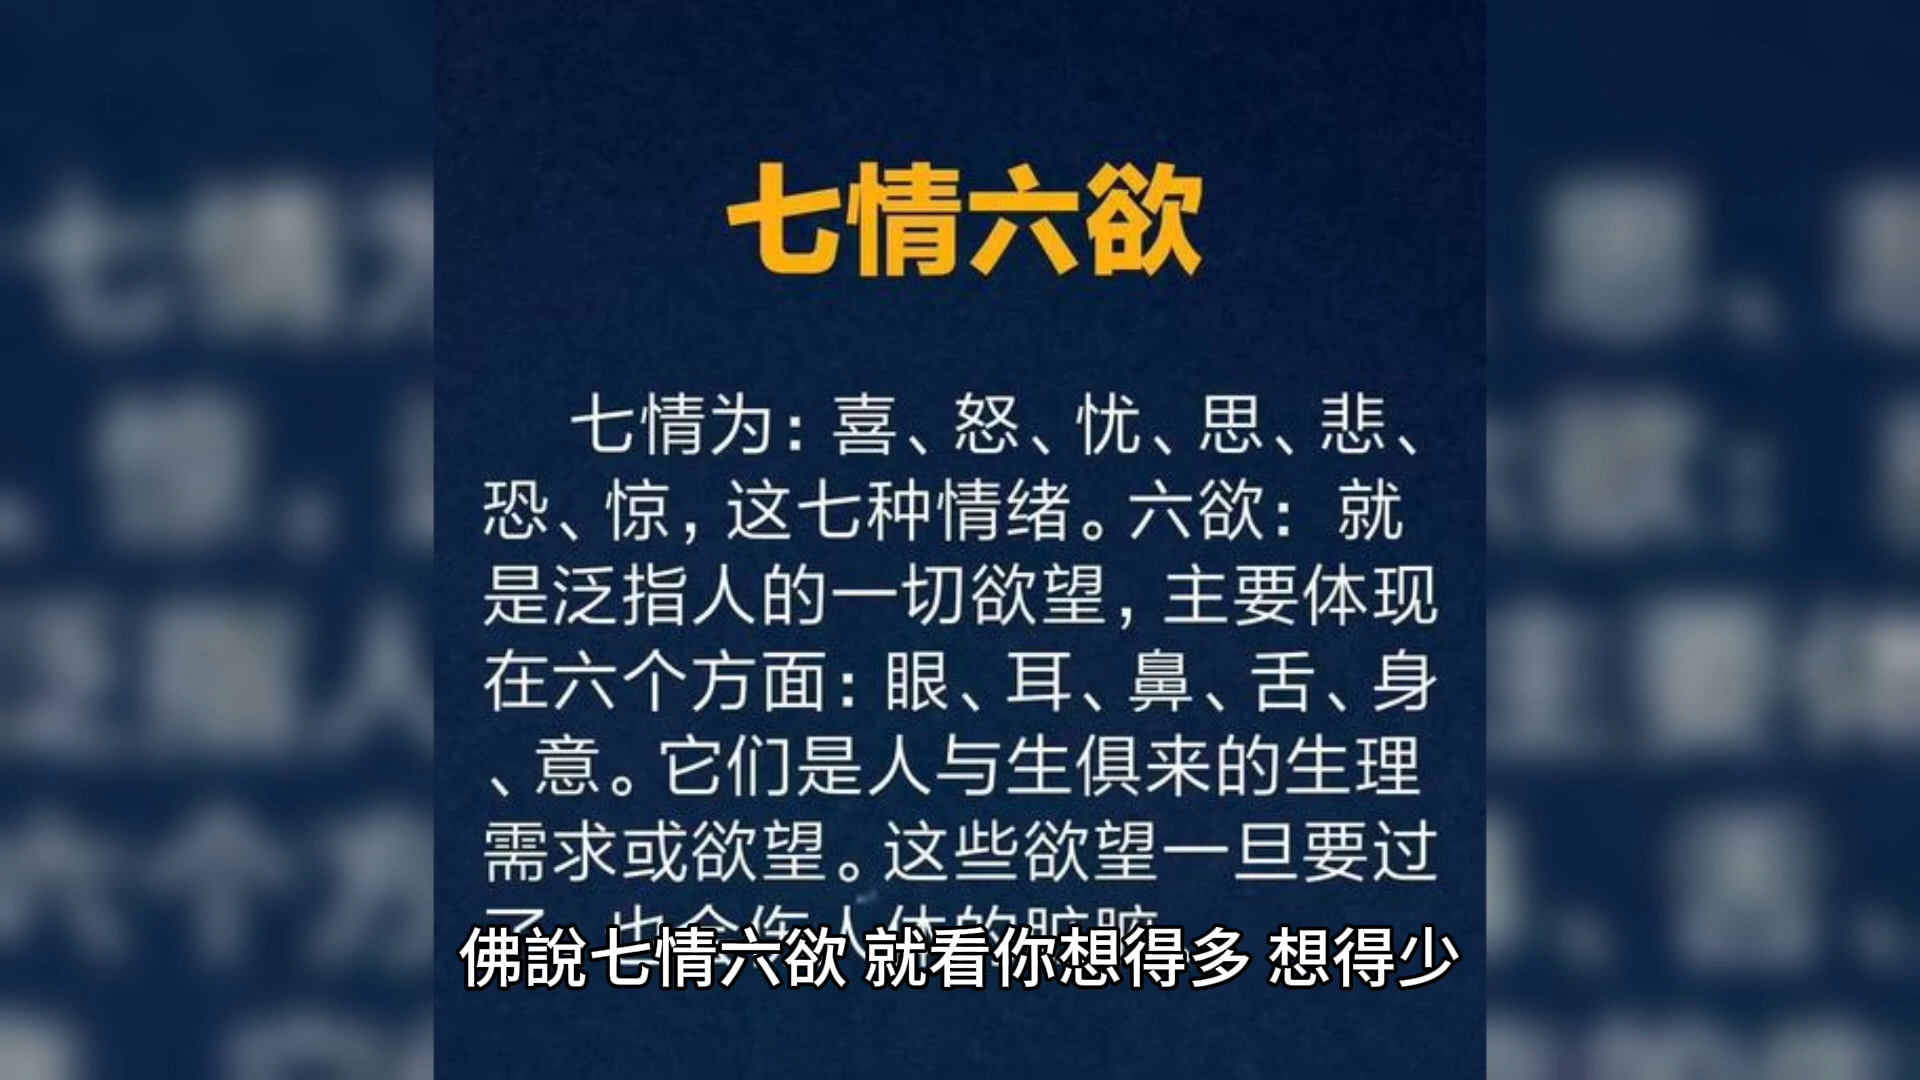 七情六欲
七情为：喜、怒、忧、思、悲、
恐、惊，这七种情绪。六欲：就
是泛指人的一切欲望，主要体现
在六个方面：眼、耳、鼻、舌、身
、意。它们是人与生俱来的生理
需求或欲望。这些欲望一旦要过
了
佛說七情六欲 就看你想得多 想得少